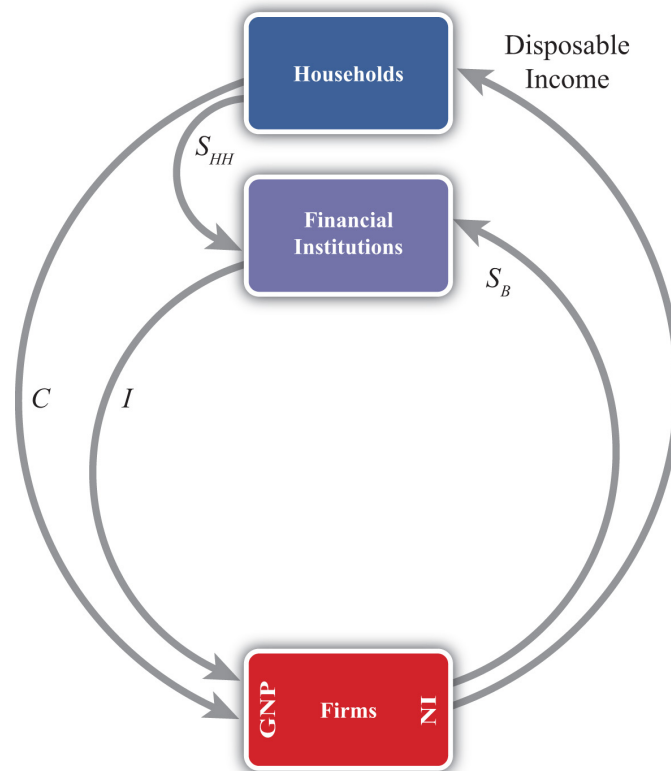 Households
Disposable
Income
S_HH
Financial
Institutions
S_B
C
I
GNP
Firms
NI